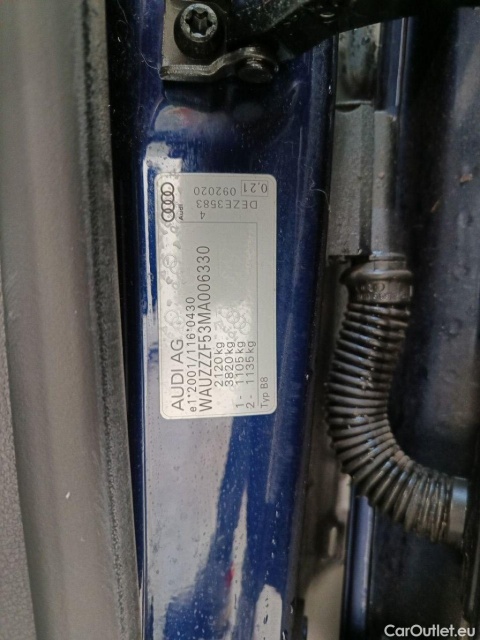 AUDI AG
e1*2001/116*0430
WAUZZZF53MA006330
2120kg
3820kg
1- 1105kg
2- 1135kg
Typ B8
Audi
4
DEZE3583
092020
0.21
CarOutlet.eu